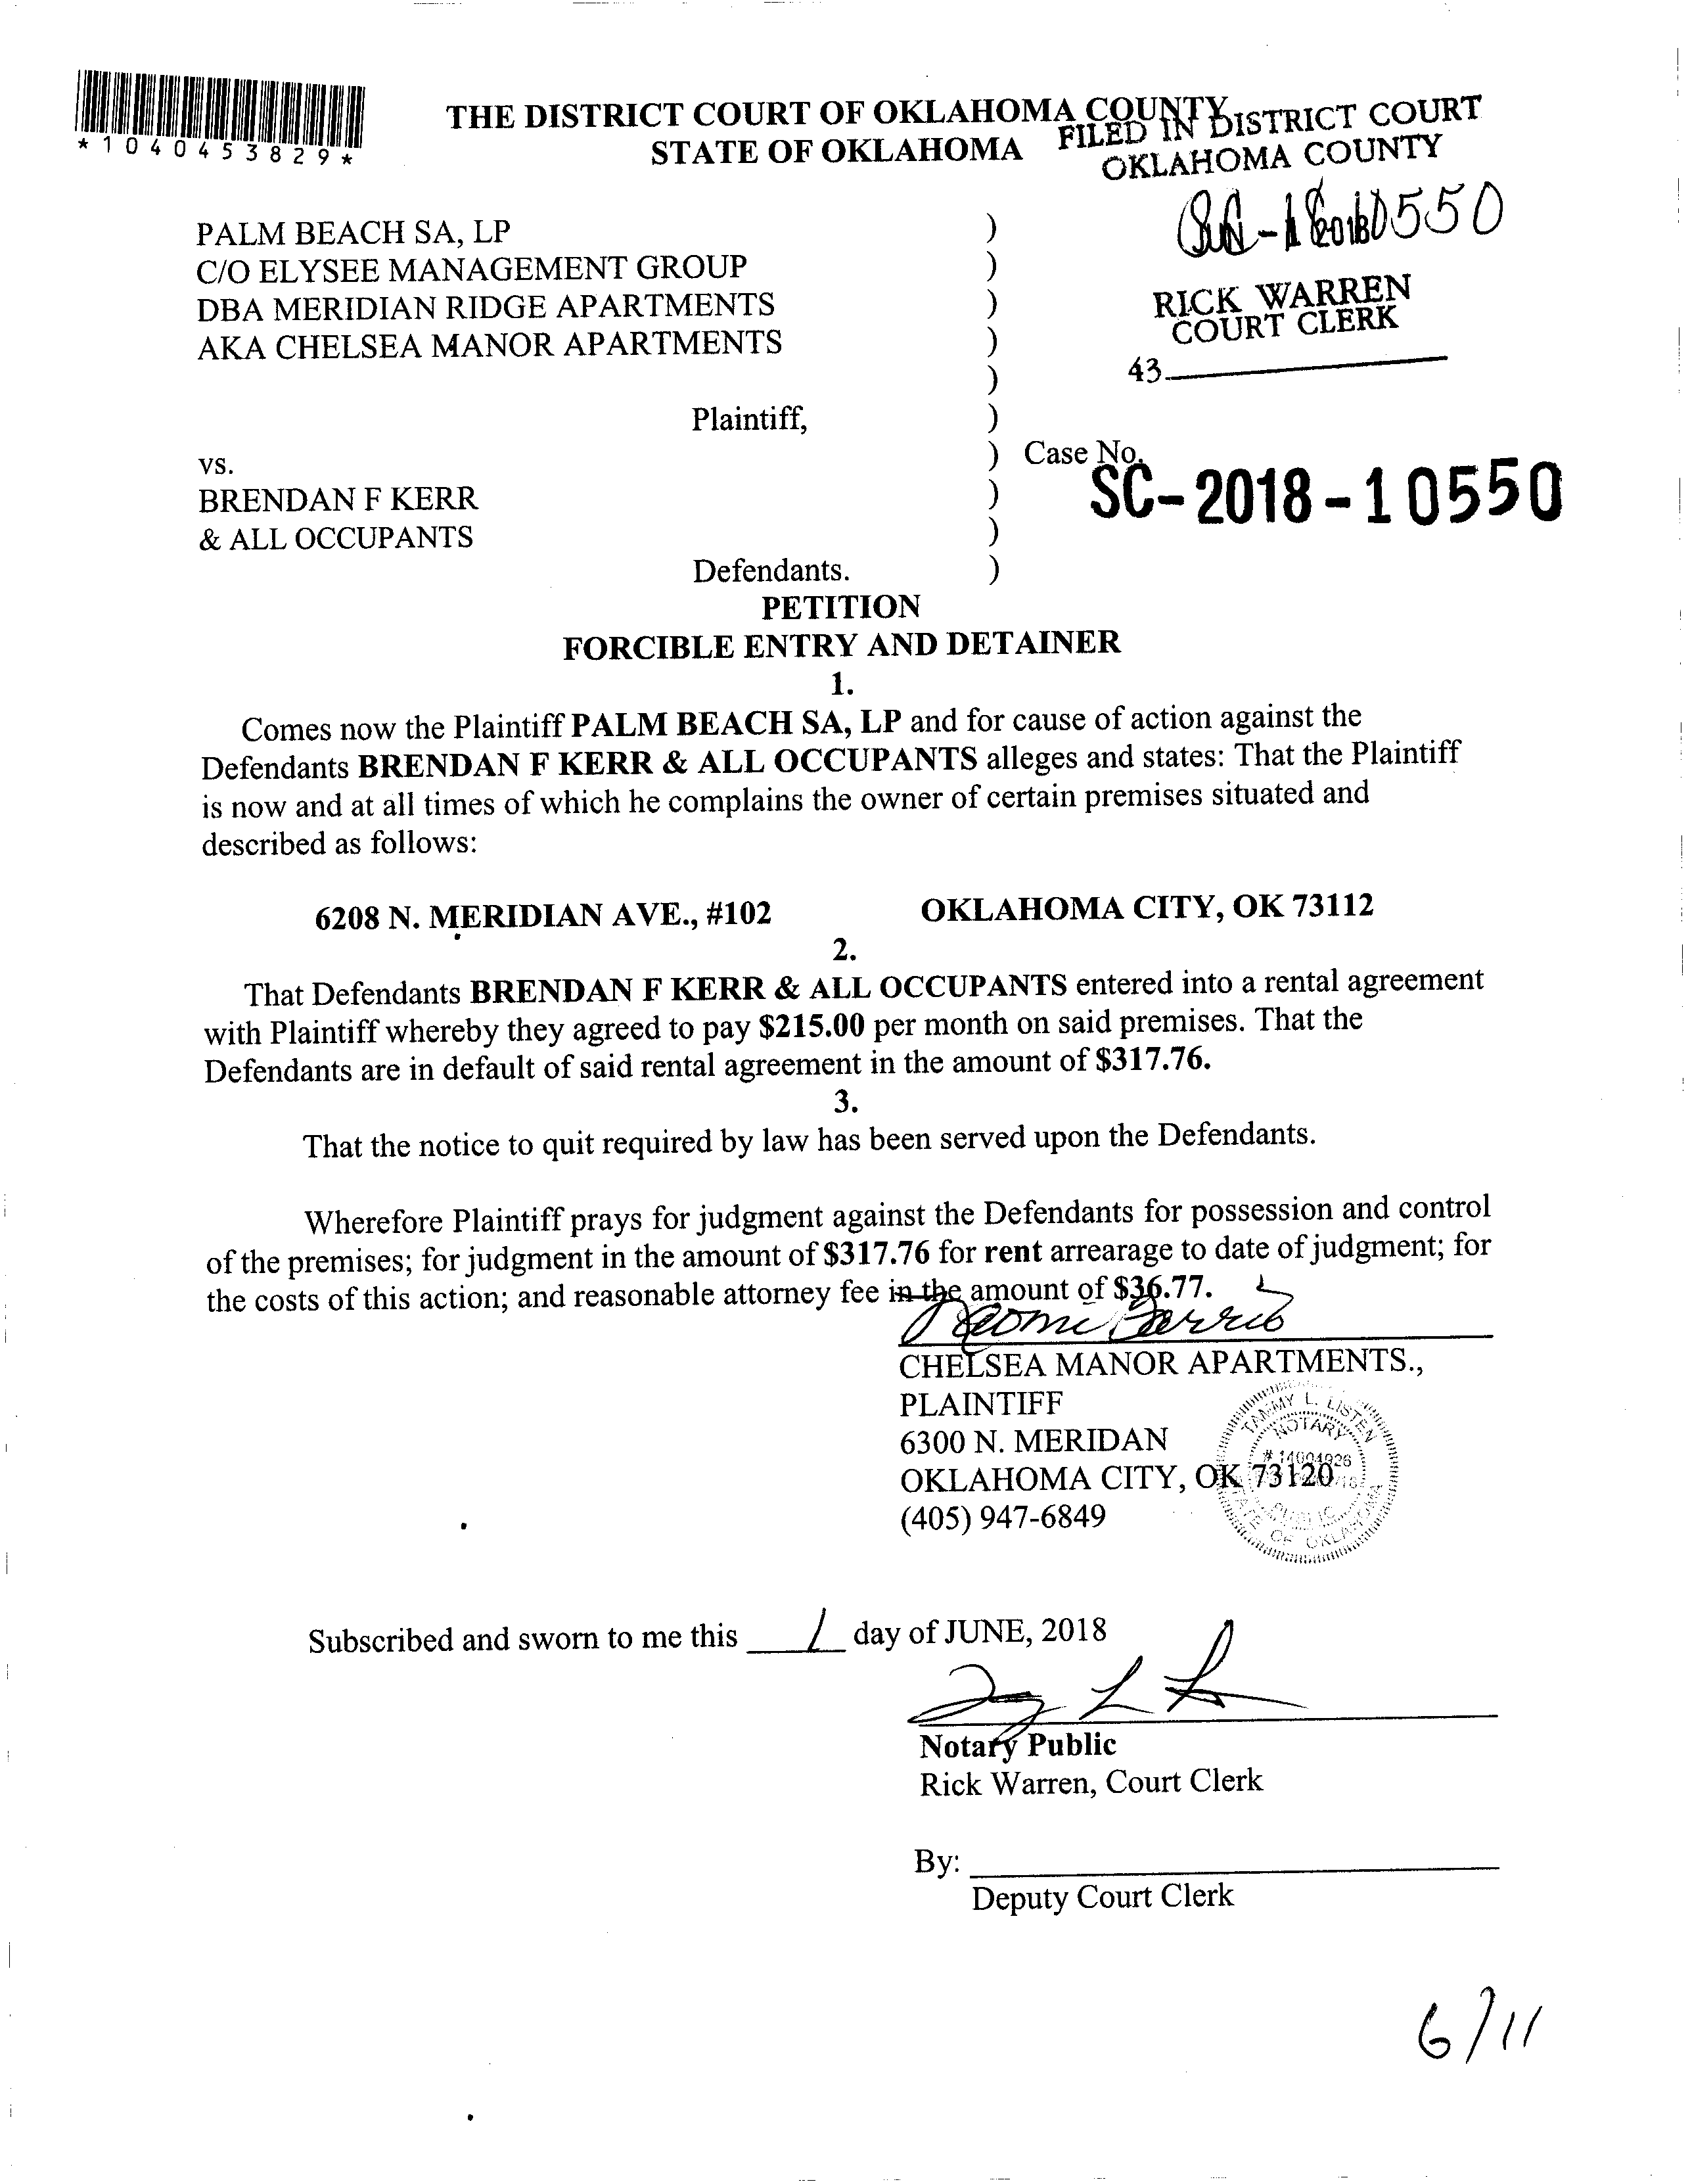 *1040453829*
THE DISTRICT COURT OF OKLAHOMA COUNTY
STATE OF OKLAHOMA
FILED IN DISTRICT COURT
OKLAHOMA COUNTY
RICK WARREN
COURT CLERK
43
PALM BEACH SA, LP )
C/O ELYSEE MANAGEMENT GROUP )
DBA MERIDIAN RIDGE APARTMENTS )
AKA CHELSEA MANOR APARTMENTS )
)
Plaintiff, )
vs. ) Case No.
SC-2018-10550
BRENDAN F KERR )
& ALL OCCUPANTS )
Defendants. )
PETITION
FORCIBLE ENTRY AND DETAINER
1.
Comes now the Plaintiff PALM BEACH SA, LP and for cause of action against the
Defendants BRENDAN F KERR & ALL OCCUPANTS alleges and states: That the Plaintiff
is now and at all times of which he complains the owner of certain premises situated and
described as follows:
6208 N. MERIDIAN AVE., #102 OKLAHOMA CITY, OK 73112
2.
That Defendants BRENDAN F KERR & ALL OCCUPANTS entered into a rental agreement
with Plaintiff whereby they agreed to pay $215.00 per month on said premises. That the
Defendants are in default of said rental agreement in the amount of $317.76.
3.
That the notice to quit required by law has been served upon the Defendants.
Wherefore Plaintiff prays for judgment against the Defendants for possession and control
of the premises; for judgment in the amount of $317.76 for rent arrearage to date of judgment; for
the costs of this action; and reasonable attorney fee in the amount of $36.77.
CHELSEA MANOR APARTMENTS.,
PLAINTIFF
6300 N. MERIDAN
OKLAHOMA CITY, OK 73120
(405) 947-6849
TAMMY L. LISTEN
NOTARY
PUBLIC
STATE OF OKLAHOMA
Subscribed and sworn to me this 1 day of JUNE, 2018
Notary Public
Rick Warren, Court Clerk
By:
Deputy Court Clerk
6/11